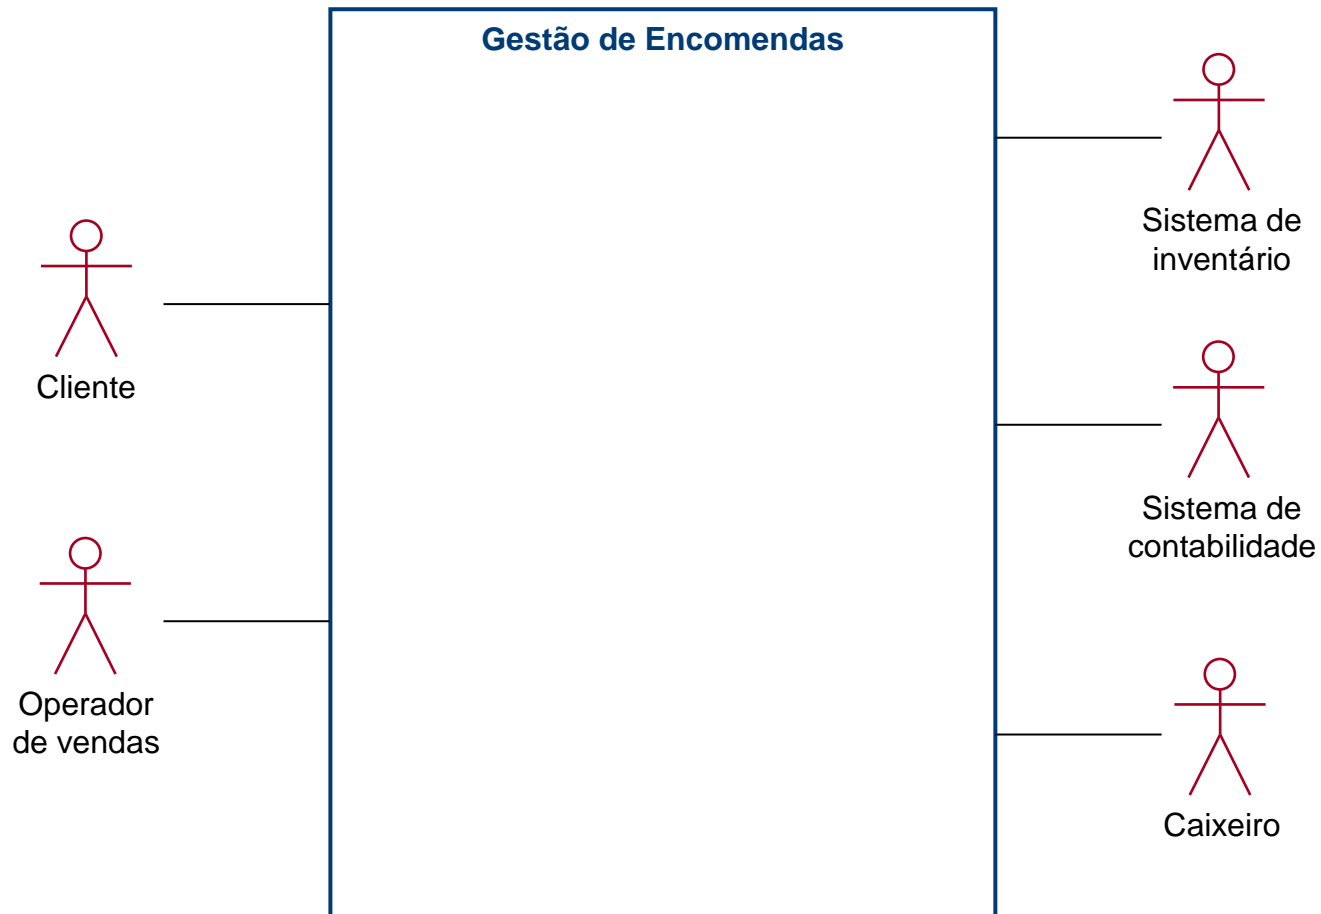 Gestão de Encomendas
Sistema de
inventário
Cliente
Sistema de
contabilidade
Operador
de vendas
Caixeiro